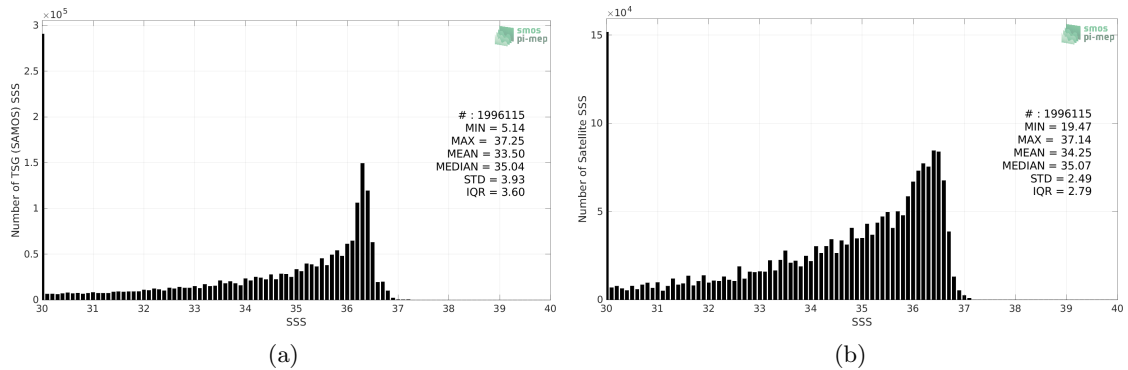 ×10⁵
3
2.5
2
1.5
1
0.5
0
Number of TSG (SAMOS) SSS
30 31 32 33 34 35 36 37 38 39 40
SSS
smos
pi-mep
# : 1996115
MIN = 5.14
MAX = 37.25
MEAN = 33.50
MEDIAN = 35.04
STD = 3.93
IQR = 3.60
(a)
×10⁴
15
10
5
0
Number of Satellite SSS
30 31 32 33 34 35 36 37 38 39 40
SSS
smos
pi-mep
# : 1996115
MIN = 19.47
MAX = 37.14
MEAN = 34.25
MEDIAN = 35.07
STD = 2.49
IQR = 2.79
(b)